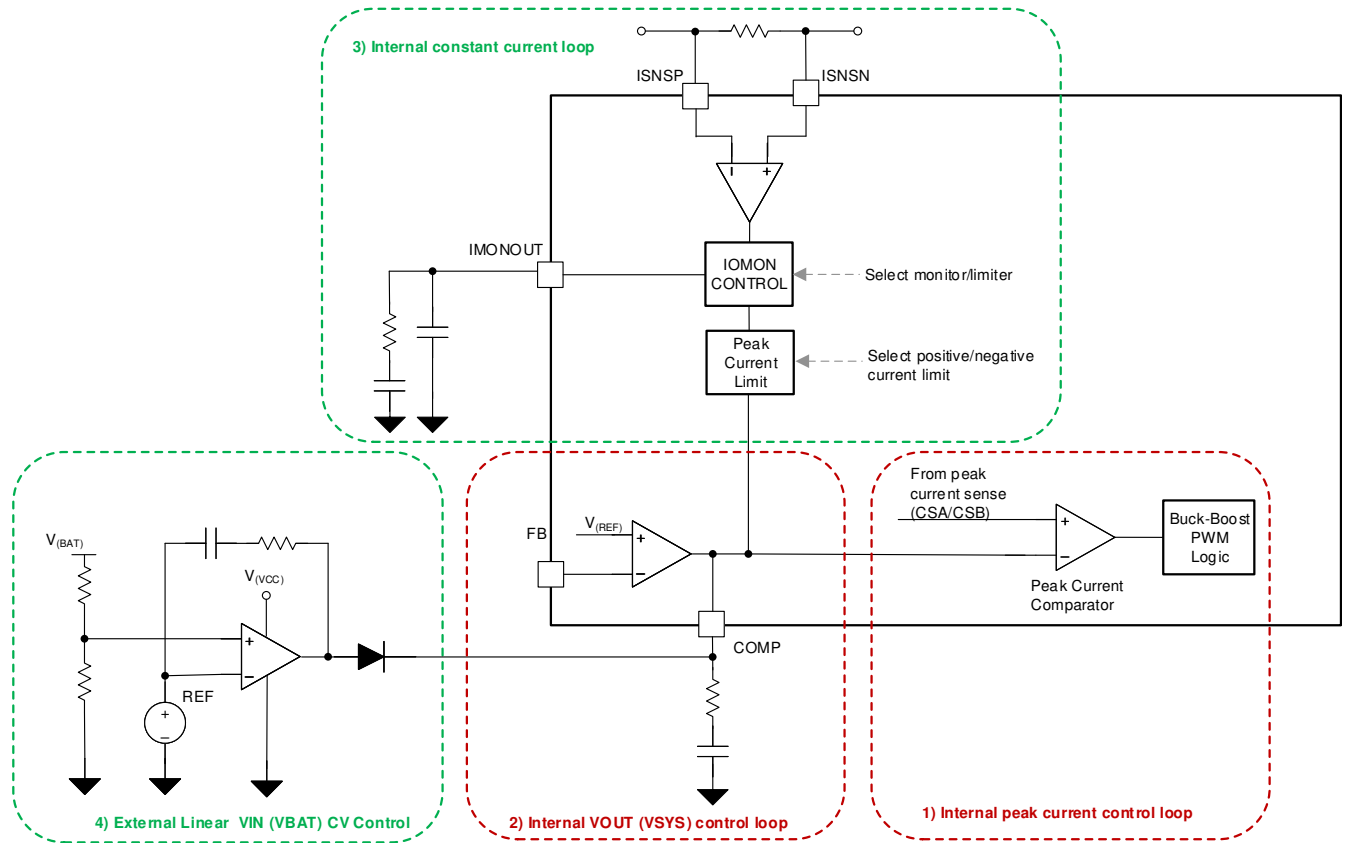 3) Internal constant current loop
ISNSP
ISNSN
- +
IMONOUT
IOMON
CONTROL
Select monitor/limiter
Peak
Current
Limit
Select positive/negative
current limit
From peak
current sense
(CSA/CSB)
FB
V(REF)
+
−
+
−
Buck-Boost
PWM
Logic
Peak Current
Comparator
V(BAT)
V(VCC)
+
−
COMP
REF
+
−
4) External Linear VIN (VBAT) CV Control
2) Internal VOUT (VSYS) control loop
1) Internal peak current control loop